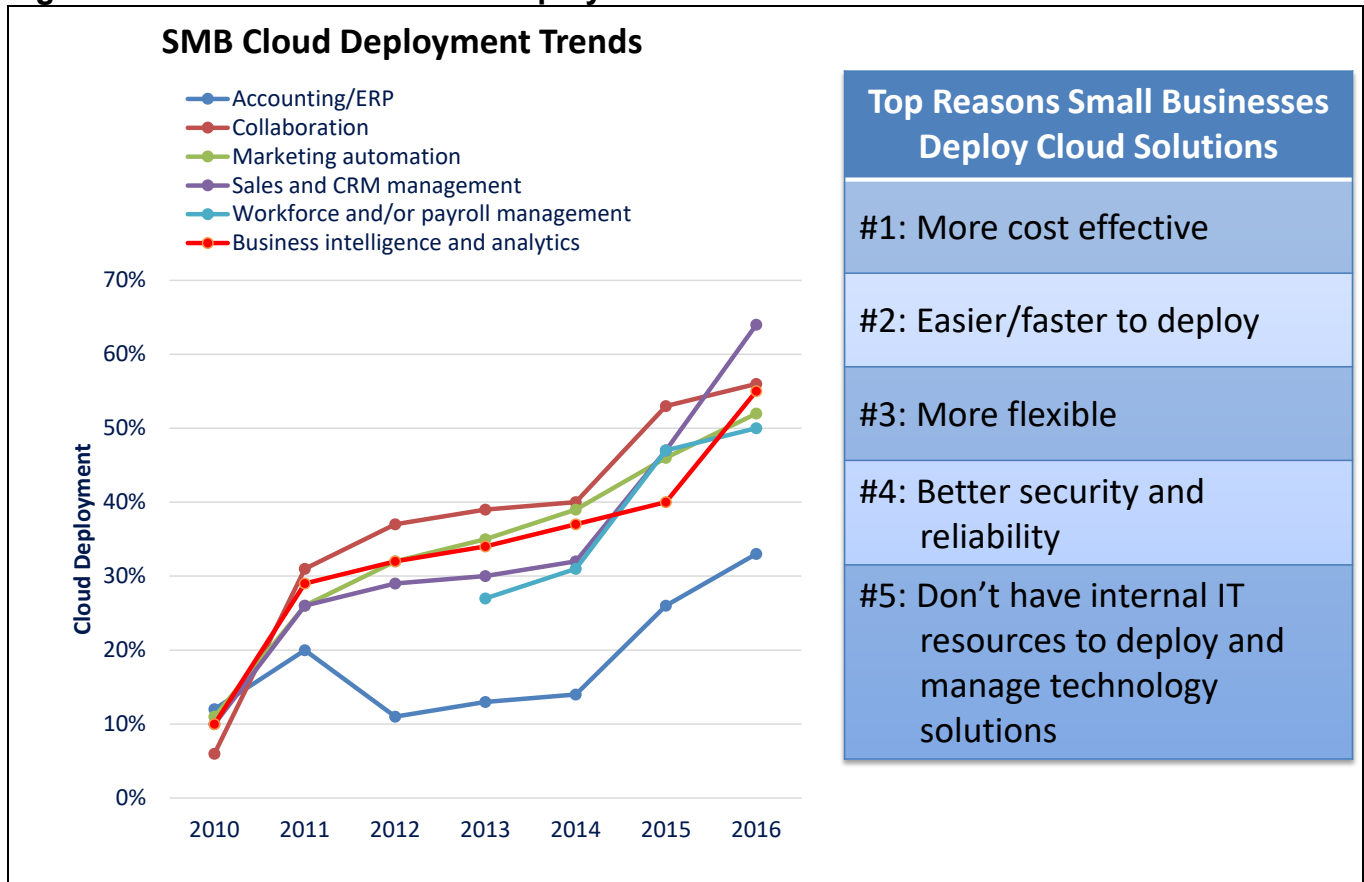 SMB Cloud Deployment Trends
Accounting/ERP
Collaboration
Marketing automation
Sales and CRM management
Workforce and/or payroll management
Business intelligence and analytics
70%
60%
50%
40%
30%
20%
10%
0%
Cloud Deployment
2010 2011 2012 2013 2014 2015 2016
Top Reasons Small Businesses
Deploy Cloud Solutions
#1: More cost effective
#2: Easier/faster to deploy
#3: More flexible
#4: Better security and
reliability
#5: Don’t have internal IT
resources to deploy and
manage technology
solutions